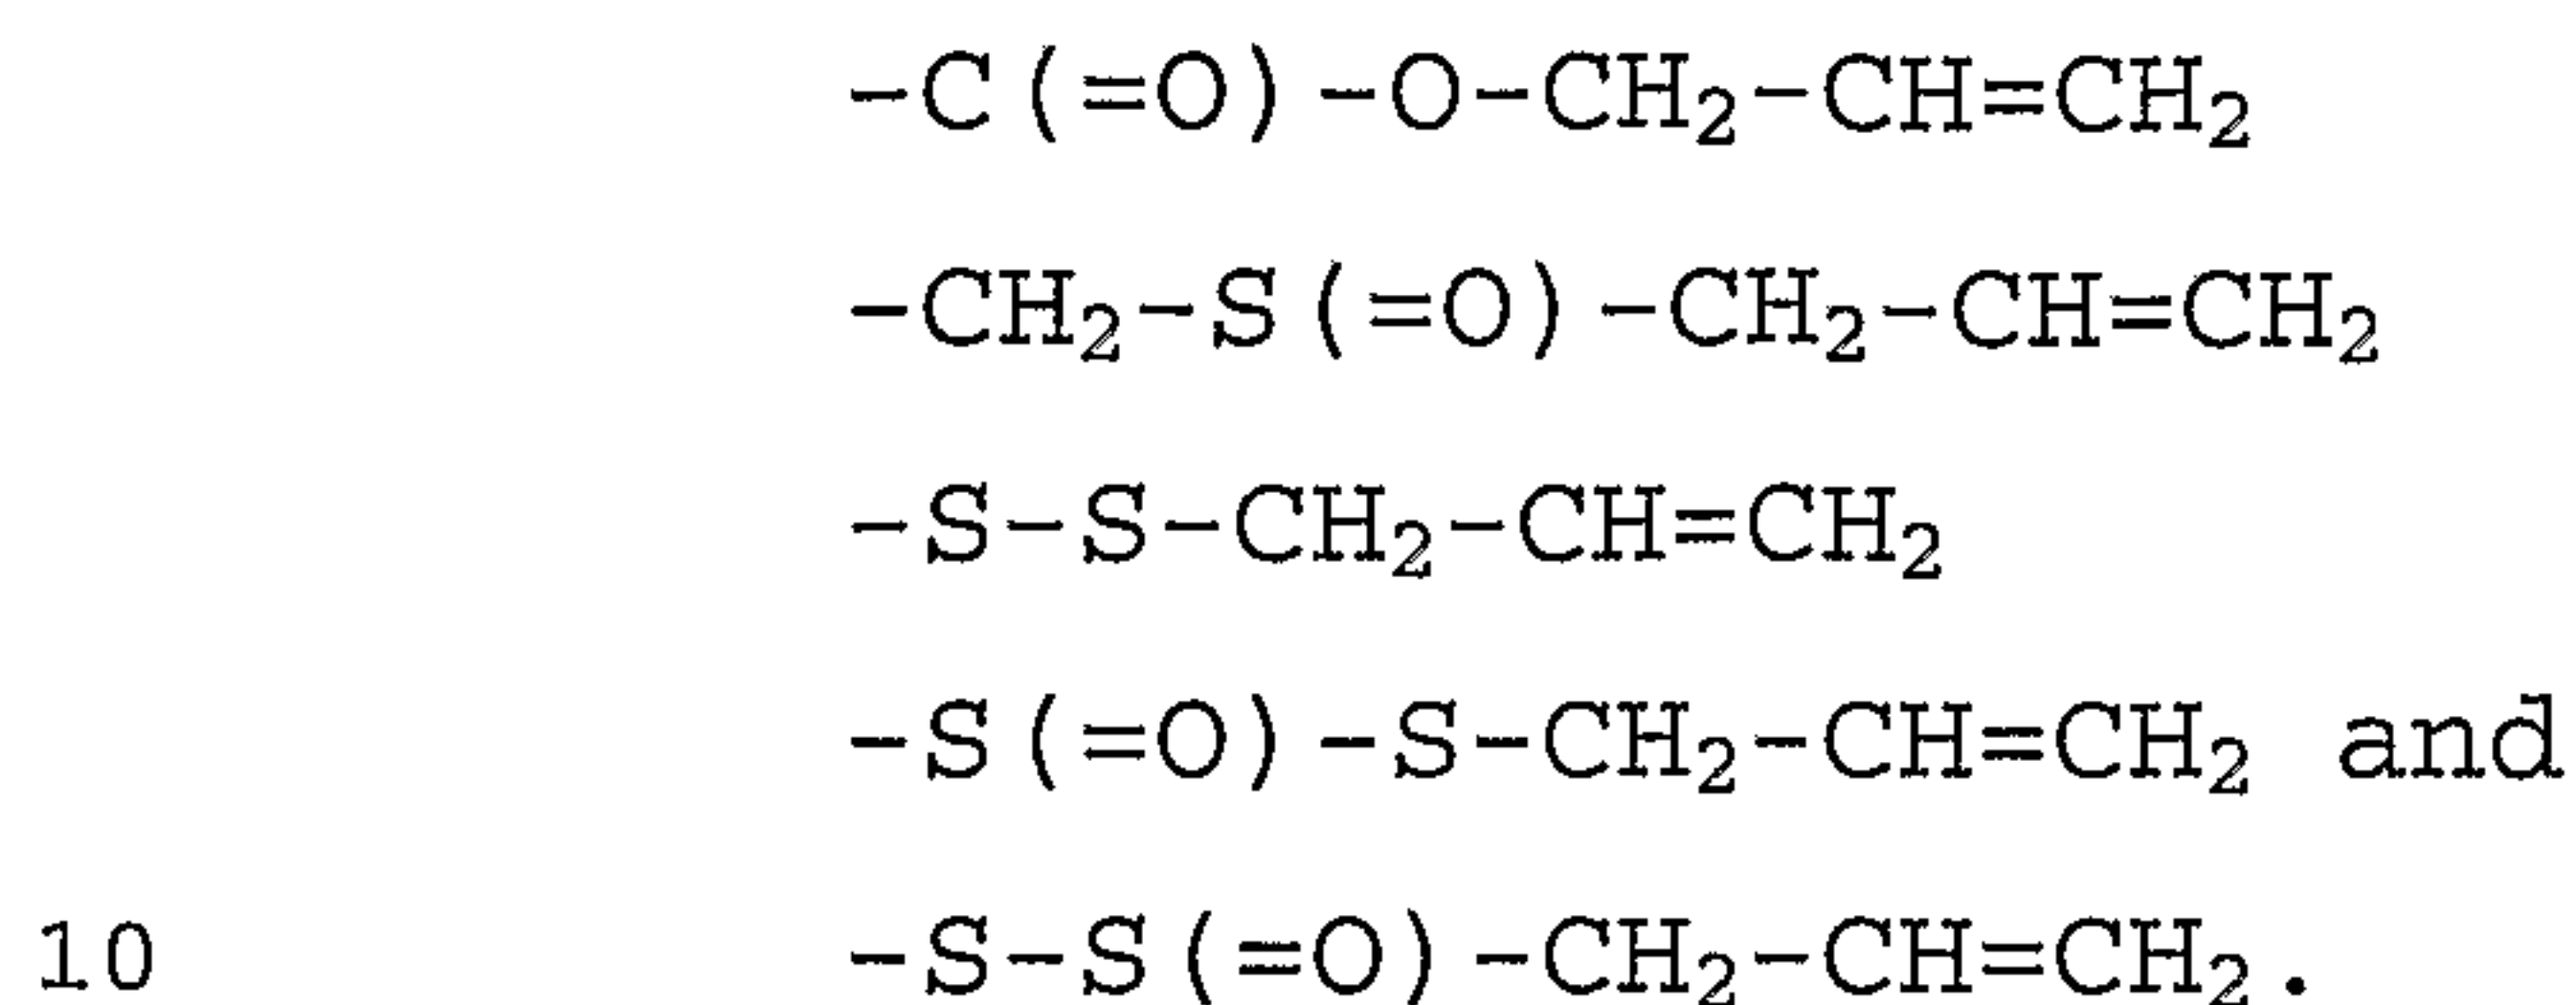 -C(=O)-O-CH₂-CH=CH₂
-CH₂-S(=O)-CH₂-CH=CH₂
-S-S-CH₂-CH=CH₂
-S(=O)-S-CH₂-CH=CH₂ and
10 -S-S(=O)-CH₂-CH=CH₂.